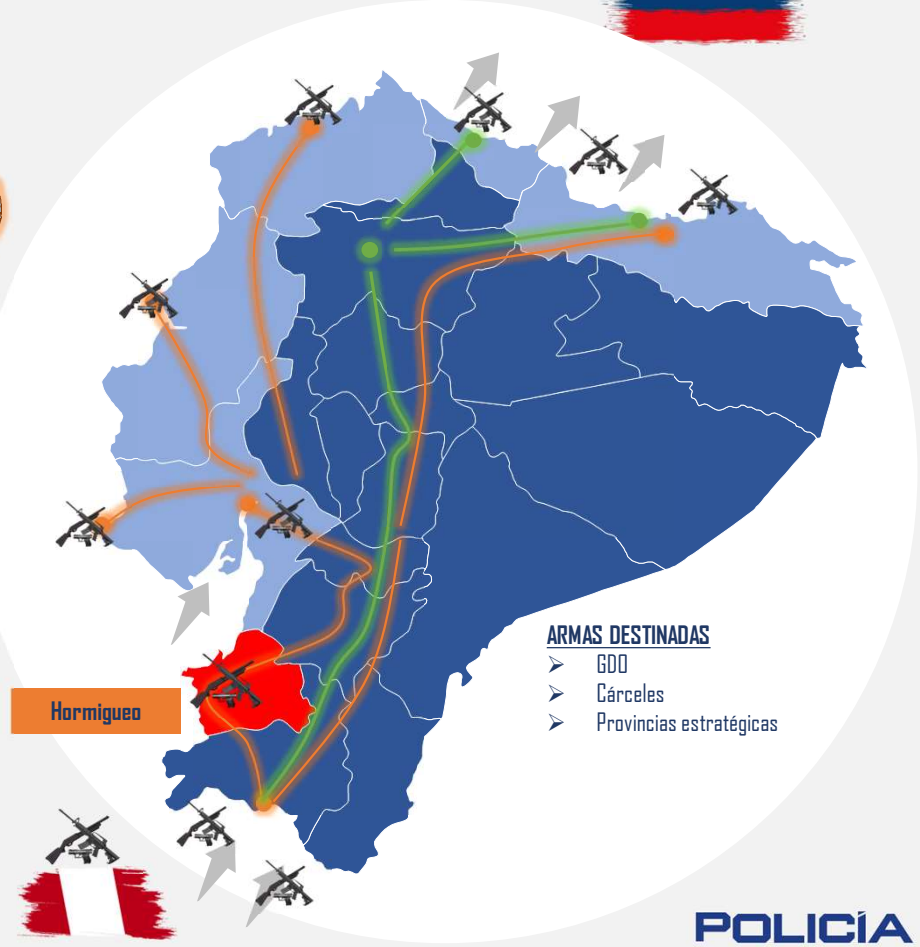 ARMAS DESTINADAS
➢ GDO
➢ Cárceles
➢ Provincias estratégicas
Hormigueo
POLICÍA